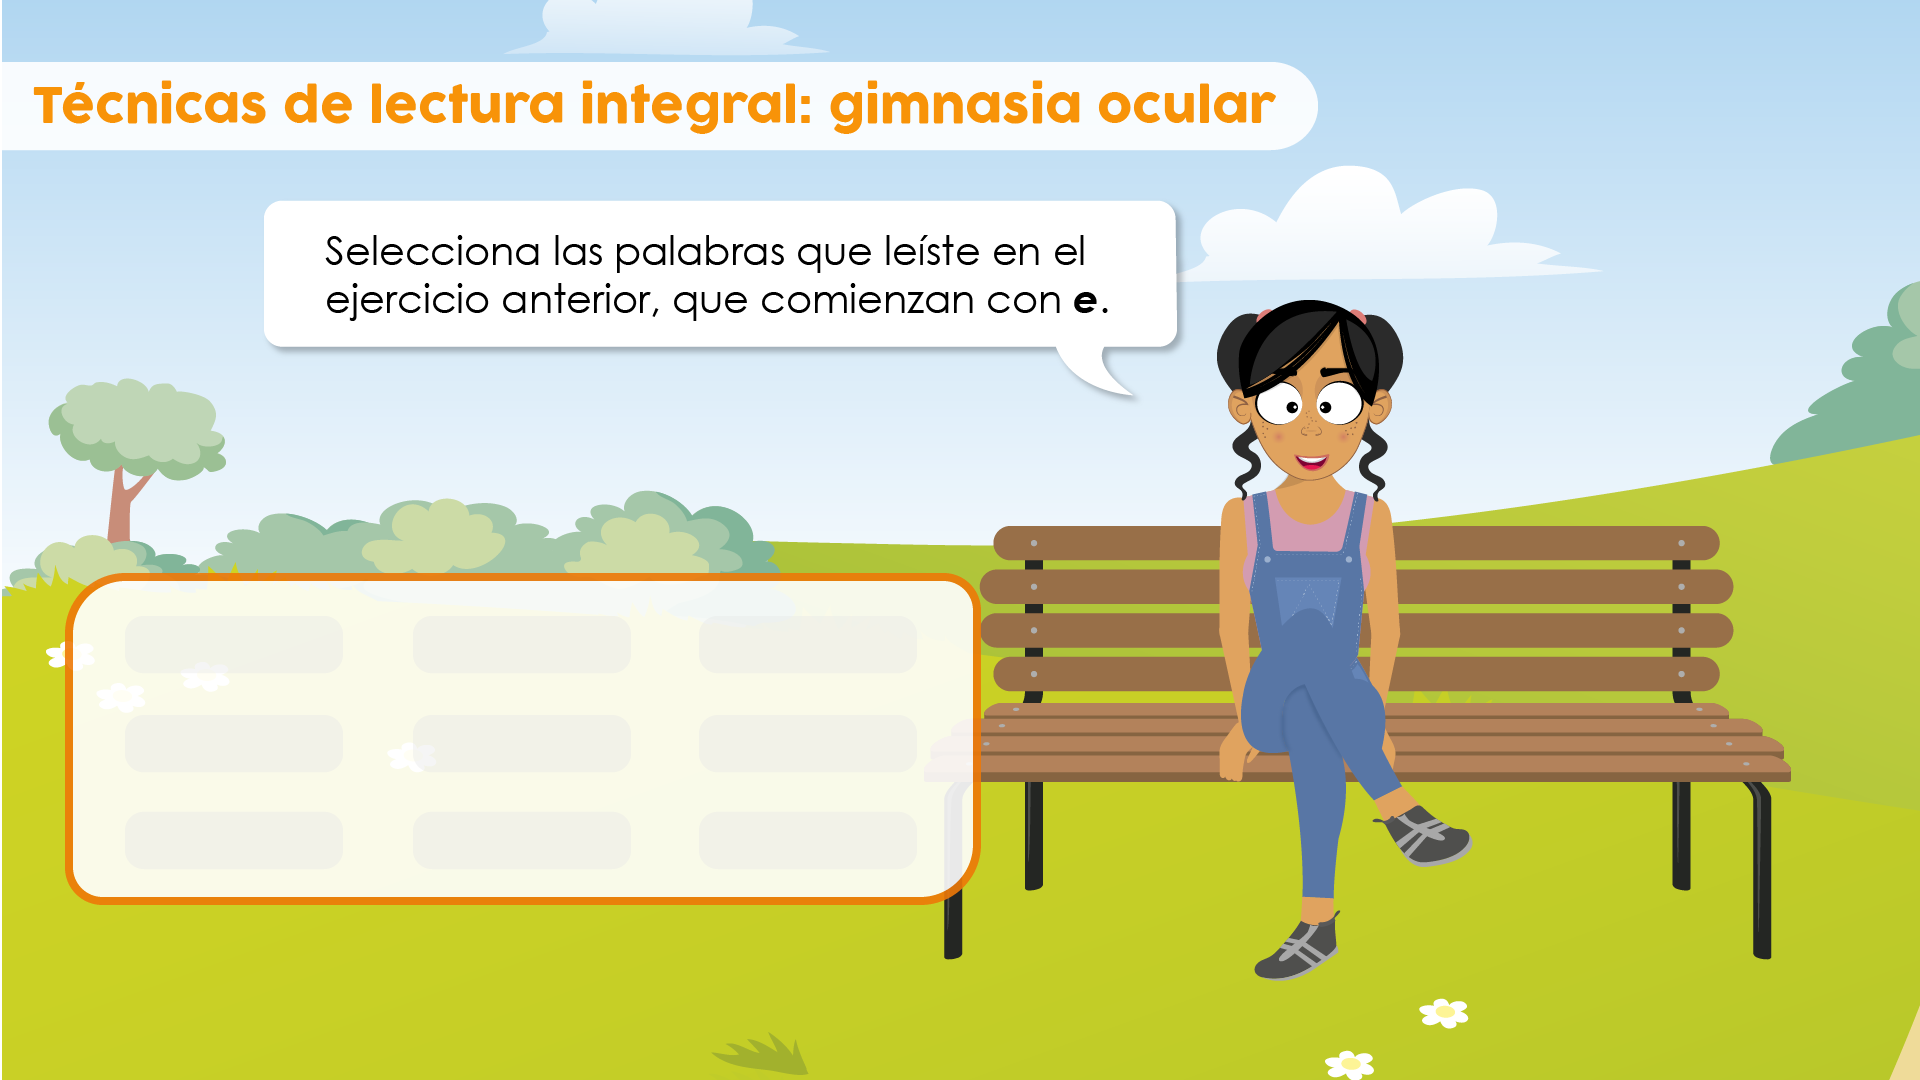 Técnicas de lectura integral: gimnasia ocular
Selecciona las palabras que leíste en el
ejercicio anterior, que comienzan con e.